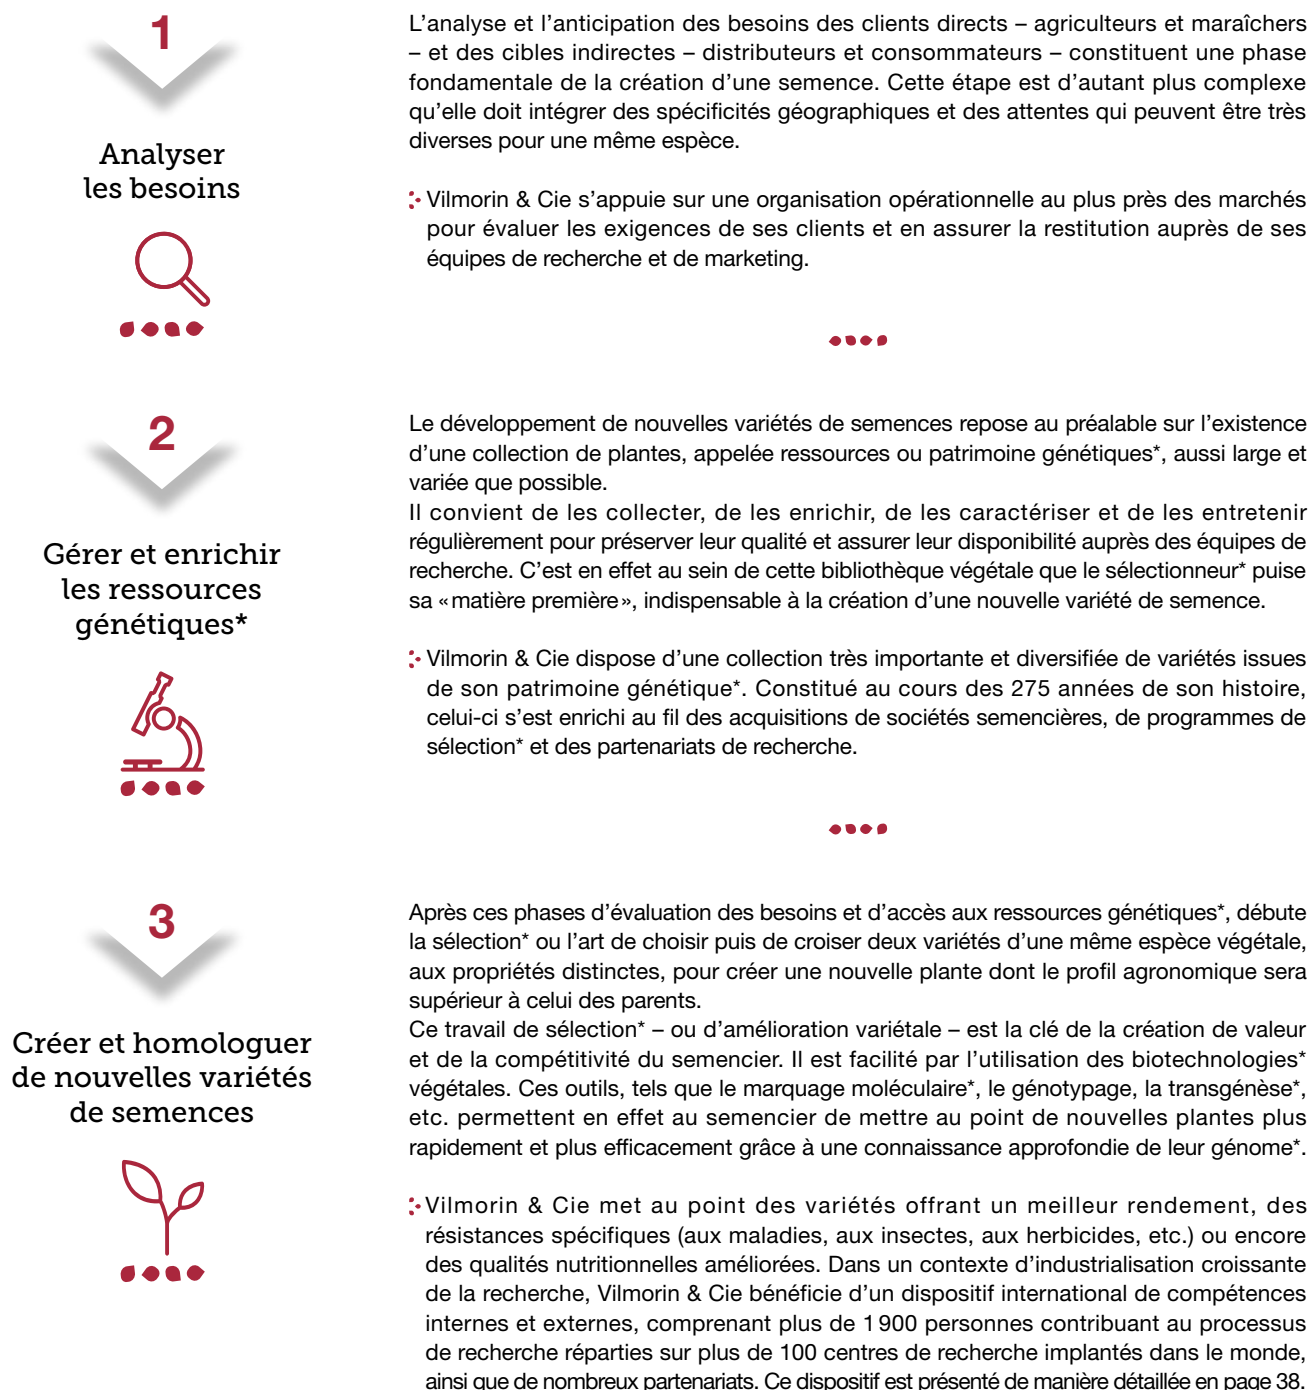 1
Analyser
les besoins
L’analyse et l’anticipation des besoins des clients directs – agriculteurs et maraîchers
– et des cibles indirectes – distributeurs et consommateurs – constituent une phase
fondamentale de la création d’une semence. Cette étape est d’autant plus complexe
qu’elle doit intégrer des spécificités géographiques et des attentes qui peuvent être très
diverses pour une même espèce.
Vilmorin & Cie s’appuie sur une organisation opérationnelle au plus près des marchés
pour évaluer les exigences de ses clients et en assurer la restitution auprès de ses
équipes de recherche et de marketing.
2
Gérer et enrichir
les ressources
génétiques*
Le développement de nouvelles variétés de semences repose au préalable sur l’existence
d’une collection de plantes, appelée ressources ou patrimoine génétiques*, aussi large et
variée que possible.
Il convient de les collecter, de les enrichir, de les caractériser et de les entretenir
régulièrement pour préserver leur qualité et assurer leur disponibilité auprès des équipes de
recherche. C’est en effet au sein de cette bibliothèque végétale que le sélectionneur* puise
sa «matière première», indispensable à la création d’une nouvelle variété de semence.
Vilmorin & Cie dispose d’une collection très importante et diversifiée de variétés issues
de son patrimoine génétique*. Constitué au cours des 275 années de son histoire,
celui-ci s’est enrichi au fil des acquisitions de sociétés semencières, de programmes de
sélection* et des partenariats de recherche.
3
Créer et homologuer
de nouvelles variétés
de semences
Après ces phases d’évaluation des besoins et d’accès aux ressources génétiques*, débute
la sélection* ou l’art de choisir puis de croiser deux variétés d’une même espèce végétale,
aux propriétés distinctes, pour créer une nouvelle plante dont le profil agronomique sera
supérieur à celui des parents.
Ce travail de sélection* – ou d’amélioration variétale – est la clé de la création de valeur
et de la compétitivité du semencier. Il est facilité par l’utilisation des biotechnologies*
végétales. Ces outils, tels que le marquage moléculaire*, le génotypage, la transgénèse*,
etc. permettent en effet au semencier de mettre au point de nouvelles plantes plus
rapidement et plus efficacement grâce à une connaissance approfondie de leur génome*.
Vilmorin & Cie met au point des variétés offrant un meilleur rendement, des
résistances spécifiques (aux maladies, aux insectes, aux herbicides, etc.) ou encore
des qualités nutritionnelles améliorées. Dans un contexte d’industrialisation croissante
de la recherche, Vilmorin & Cie bénéficie d’un dispositif international de compétences
internes et externes, comprenant plus de 1 900 personnes contribuant au processus
de recherche réparties sur plus de 100 centres de recherche implantés dans le monde,
ainsi que de nombreux partenariats. Ce dispositif est présenté de manière détaillée en page 38.